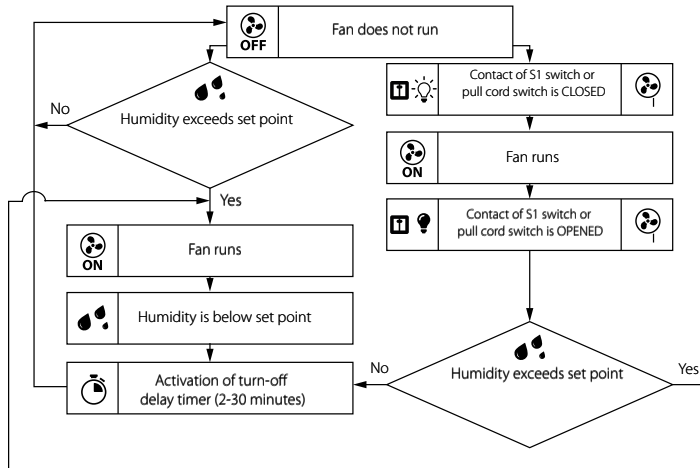 OFF
Fan does not run
Humidity exceeds set point
No
Yes
ON
Fan runs
Humidity is below set point
Activation of turn-off
delay timer (2-30 minutes)
Contact of S1 switch or
pull cord switch is CLOSED
ON
Fan runs
Contact of S1 switch or
pull cord switch is OPENED
Humidity exceeds set point
No
Yes